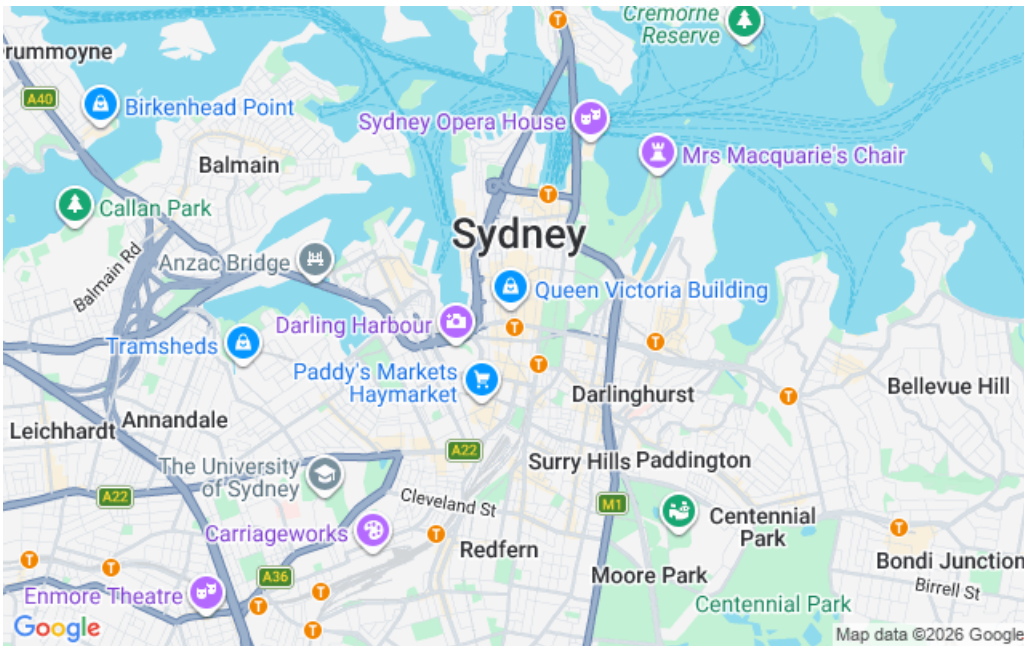 Cremorne
Reserve
Drummoyne
A40
Birkenhead Point
Sydney Opera House
Mrs Macquarie's Chair
Balmain
Callan Park
Balmain Rd
Anzac Bridge
Sydney
Queen Victoria Building
Darling Harbour
Tramsheds
Paddy's Markets
Haymarket
Darlinghurst
Bellevue Hill
Annandale
Leichhardt
A22
The University
of Sydney
Surry Hills
Paddington
A22
Cleveland St
M1
Centennial
Park
Carriageworks
Redfern
Bondi Junction
Moore Park
A36
Birrell St
Enmore Theatre
Centennial Park
Google
Map data ©2026 Google
T
T
T
T
T
T
T
T
T
T
T
T
T